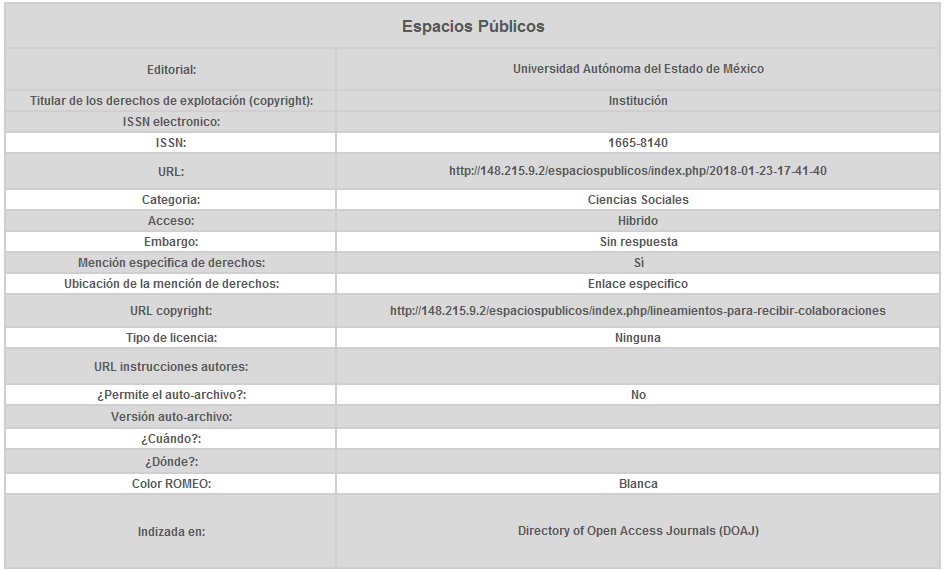 Espacios Públicos
Editorial: Universidad Autónoma del Estado de México
Titular de los derechos de explotación (copyright): Institución
ISSN electronico:
ISSN: 1665-8140
URL: http://148.215.9.2/espaciospublicos/index.php/2018-01-23-17-41-40
Categoria: Ciencias Sociales
Acceso: Hibrido
Embargo: Sin respuesta
Mención específica de derechos: Si
Ubicación de la mención de derechos: Enlace especifico
URL copyright: http://148.215.9.2/espaciospublicos/index.php/lineamientos-para-recibir-colaboraciones
Tipo de licencia: Ninguna
URL instrucciones autores:
¿Permite el auto-archivo?: No
Versión auto-archivo:
¿Cuándo?:
¿Dónde?:
Color ROMEO: Blanca
Indizada en: Directory of Open Access Journals (DOAJ)